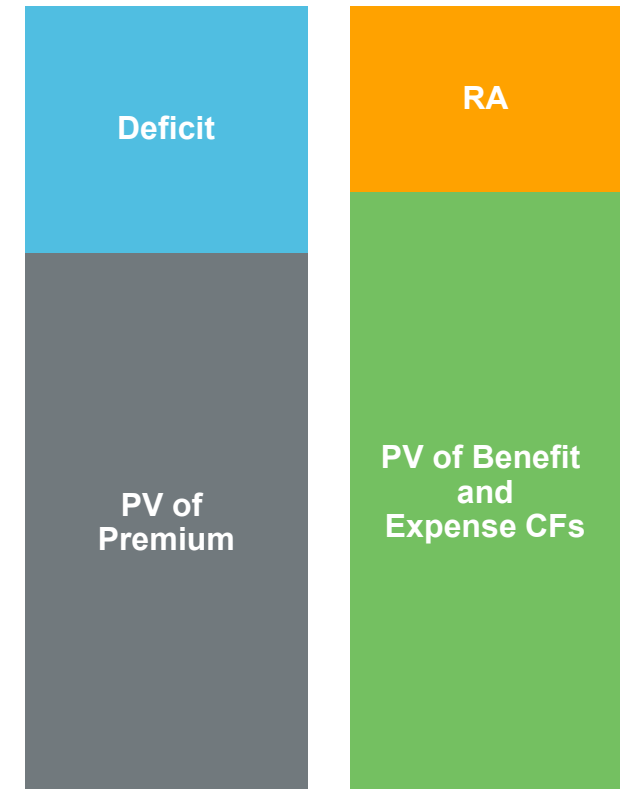 Deficit
RA
PV of Benefit
and
Expense CFs
PV of
Premium